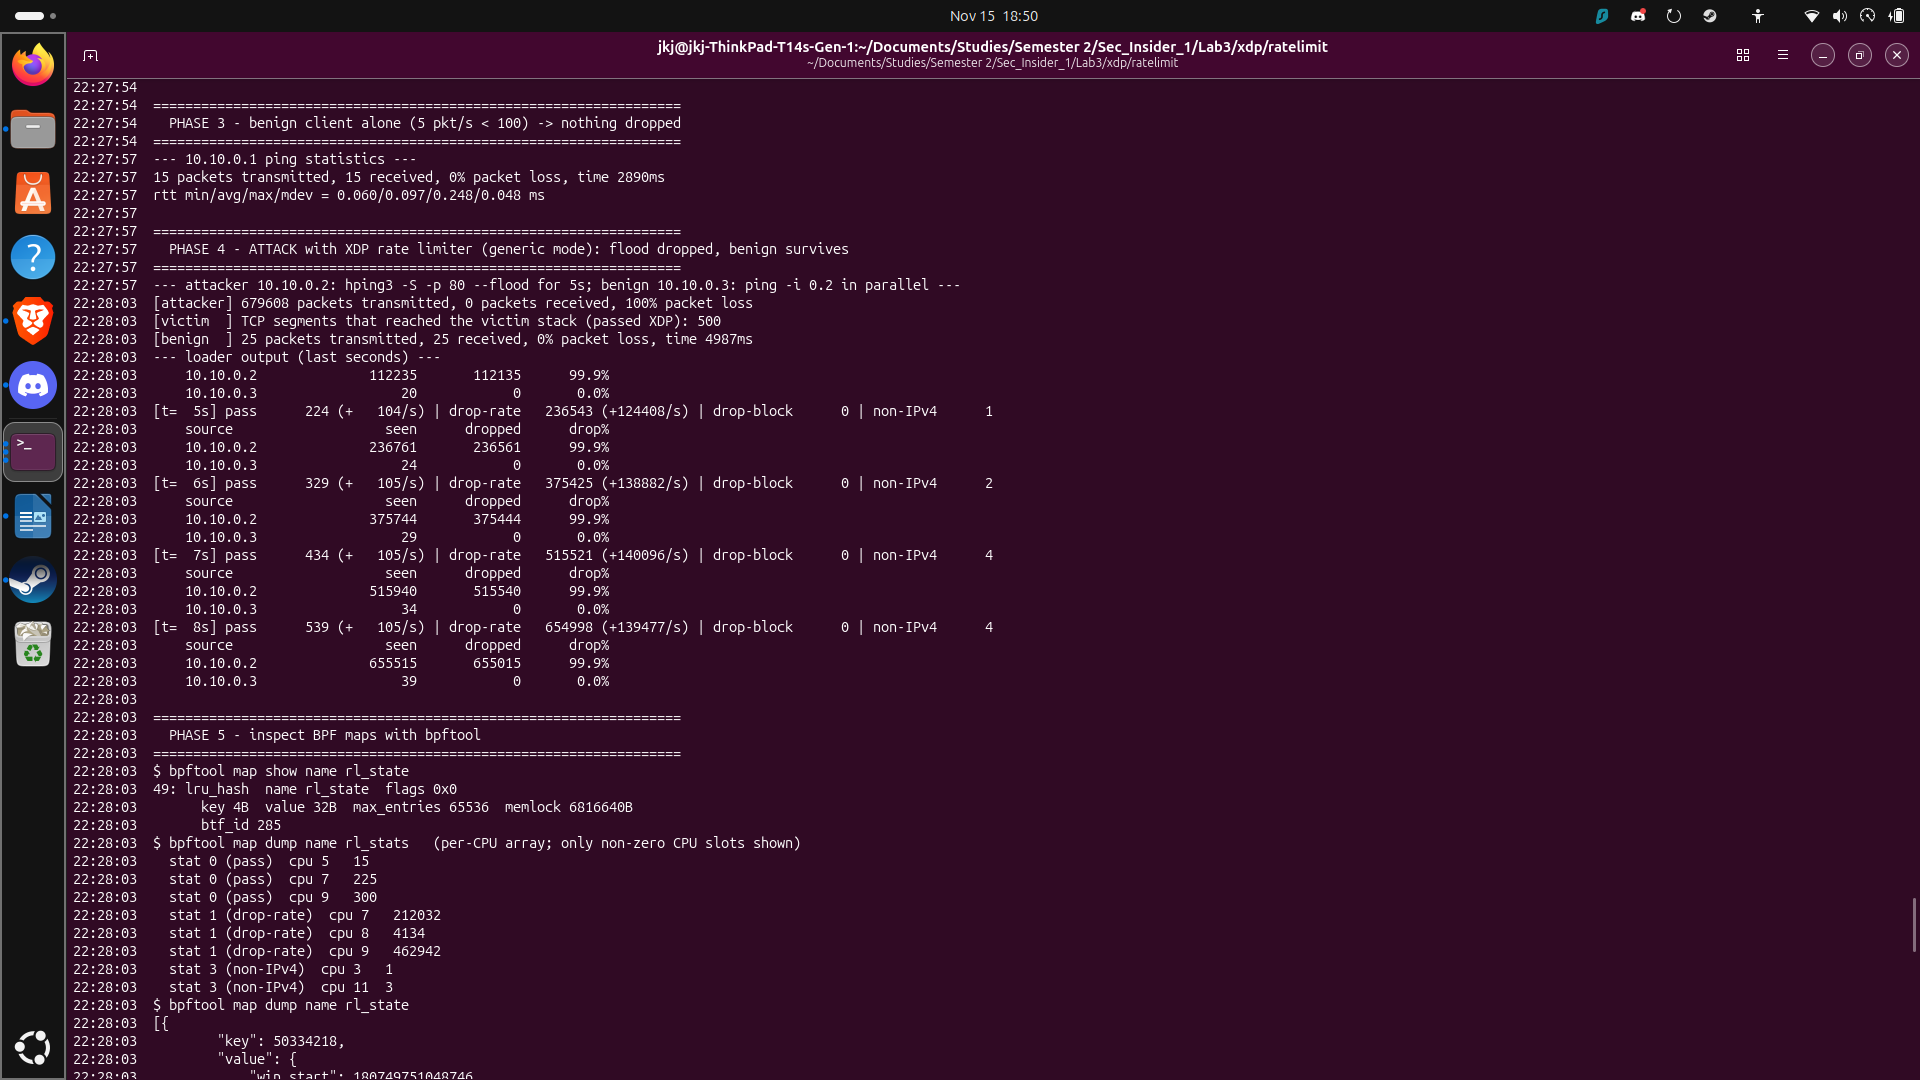 Nov 15  18:50
jkj@jkj-ThinkPad-T14s-Gen-1:~/Documents/Studies/Semester 2/Sec_Insider_1/Lab3/xdp/ratelimit
~/Documents/Studies/Semester 2/Sec_Insider_1/Lab3/xdp/ratelimit
22:27:54
22:27:54  ==================================================================
22:27:54    PHASE 3 - benign client alone (5 pkt/s < 100) -> nothing dropped
22:27:54  ==================================================================
22:27:57  --- 10.10.0.1 ping statistics ---
22:27:57  15 packets transmitted, 15 received, 0% packet loss, time 2890ms
22:27:57  rtt min/avg/max/mdev = 0.060/0.097/0.248/0.048 ms
22:27:57
22:27:57  ==================================================================
22:27:57    PHASE 4 - ATTACK with XDP rate limiter (generic mode): flood dropped, benign survives
22:27:57  ==================================================================
22:27:57  --- attacker 10.10.0.2: hping3 -S -p 80 --flood for 5s; benign 10.10.0.3: ping -i 0.2 in parallel ---
22:28:03  [attacker] 679608 packets transmitted, 0 packets received, 100% packet loss
22:28:03  [victim  ] TCP segments that reached the victim stack (passed XDP): 500
22:28:03  [benign  ] 25 packets transmitted, 25 received, 0% packet loss, time 4987ms
22:28:03  --- loader output (last seconds) ---
22:28:03      10.10.0.2              112235       112135      99.9%
22:28:03      10.10.0.3                  20            0       0.0%
22:28:03  [t=  5s] pass      224 (+   104/s) | drop-rate   236543 (+124408/s) | drop-block      0 | non-IPv4      1
22:28:03      source                   seen      dropped      drop%
22:28:03      10.10.0.2              236761       236561      99.9%
22:28:03      10.10.0.3                  24            0       0.0%
22:28:03  [t=  6s] pass      329 (+   105/s) | drop-rate   375425 (+138882/s) | drop-block      0 | non-IPv4      2
22:28:03      source                   seen      dropped      drop%
22:28:03      10.10.0.2              375744       375444      99.9%
22:28:03      10.10.0.3                  29            0       0.0%
22:28:03  [t=  7s] pass      434 (+   105/s) | drop-rate   515521 (+140096/s) | drop-block      0 | non-IPv4      4
22:28:03      source                   seen      dropped      drop%
22:28:03      10.10.0.2              515940       515540      99.9%
22:28:03      10.10.0.3                  34            0       0.0%
22:28:03  [t=  8s] pass      539 (+   105/s) | drop-rate   654998 (+139477/s) | drop-block      0 | non-IPv4      4
22:28:03      source                   seen      dropped      drop%
22:28:03      10.10.0.2              655515       655015      99.9%
22:28:03      10.10.0.3                  39            0       0.0%
22:28:03
22:28:03  ==================================================================
22:28:03    PHASE 5 - inspect BPF maps with bpftool
22:28:03  ==================================================================
22:28:03  $ bpftool map show name rl_state
22:28:03  49: lru_hash  name rl_state  flags 0x0
22:28:03        key 4B  value 32B  max_entries 65536  memlock 6816640B
22:28:03        btf_id 285
22:28:03  $ bpftool map dump name rl_stats   (per-CPU array; only non-zero CPU slots shown)
22:28:03    stat 0 (pass)  cpu 5   15
22:28:03    stat 0 (pass)  cpu 7   225
22:28:03    stat 0 (pass)  cpu 9   300
22:28:03    stat 1 (drop-rate)  cpu 7   212032
22:28:03    stat 1 (drop-rate)  cpu 8   4134
22:28:03    stat 1 (drop-rate)  cpu 9   462942
22:28:03    stat 3 (non-IPv4)  cpu 3   1
22:28:03    stat 3 (non-IPv4)  cpu 11  3
22:28:03  $ bpftool map dump name rl_state
22:28:03  [{
22:28:03          "key": 50334218,
22:28:03          "value": {
22:28:03              "win_start": 180749751048746